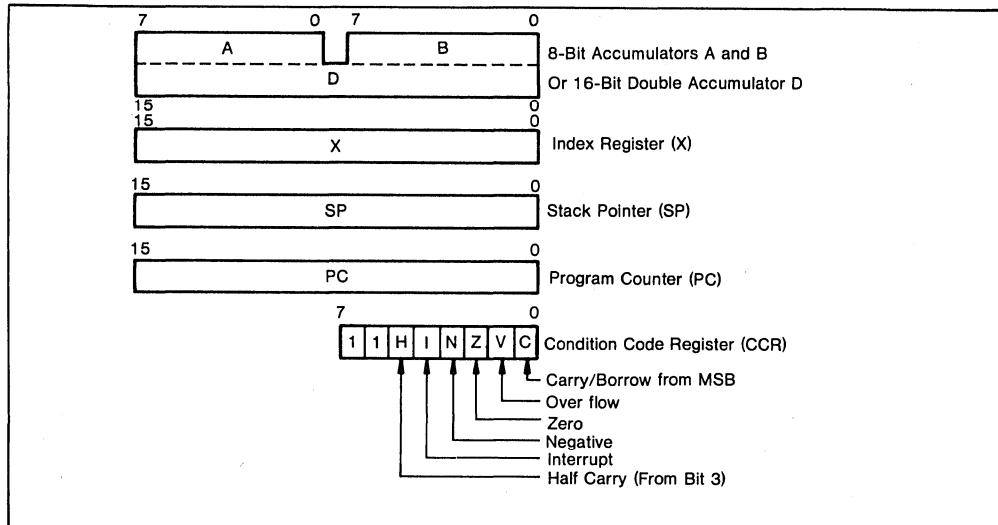 7 0 7 0
A B 8-Bit Accumulators A and B
D Or 16-Bit Double Accumulator D
15 0
15 0
X Index Register (X)
15 0
SP Stack Pointer (SP)
15 0
PC Program Counter (PC)
7 0
1 1 H I N Z V C Condition Code Register (CCR)
Carry/Borrow from MSB
Over flow
Zero
Negative
Interrupt
Half Carry (From Bit 3)